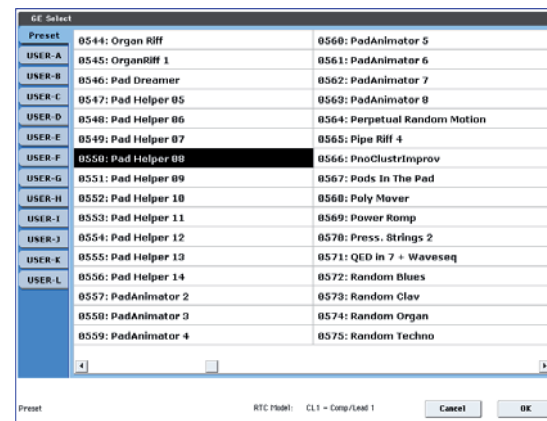 GE Select
Preset
USER-A
USER-B
USER-C
USER-D
USER-E
USER-F
USER-G
USER-H
USER-I
USER-J
USER-K
USER-L
0544: Organ Riff
0545: OrganRiff 1
0546: Pad Dreamer
0547: Pad Helper 05
0548: Pad Helper 06
0549: Pad Helper 07
0550: Pad Helper 08
0551: Pad Helper 09
0552: Pad Helper 10
0553: Pad Helper 11
0554: Pad Helper 12
0555: Pad Helper 13
0556: Pad Helper 14
0557: PadAnimator 2
0558: PadAnimator 3
0559: PadAnimator 4
0560: PadAnimator 5
0561: PadAnimator 6
0562: PadAnimator 7
0563: PadAnimator 8
0564: Perpetual Random Motion
0565: Pipe Riff 4
0566: PnoClustrImprov
0567: Pods In The Pad
0568: Poly Mover
0569: Power Romp
0570: Press. Strings 2
0571: QED in 7 + Waveseq
0572: Random Blues
0573: Random Clav
0574: Random Organ
0575: Random Techno
Preset
RTC Model: CL1 - Comp/Lead 1
Cancel
OK